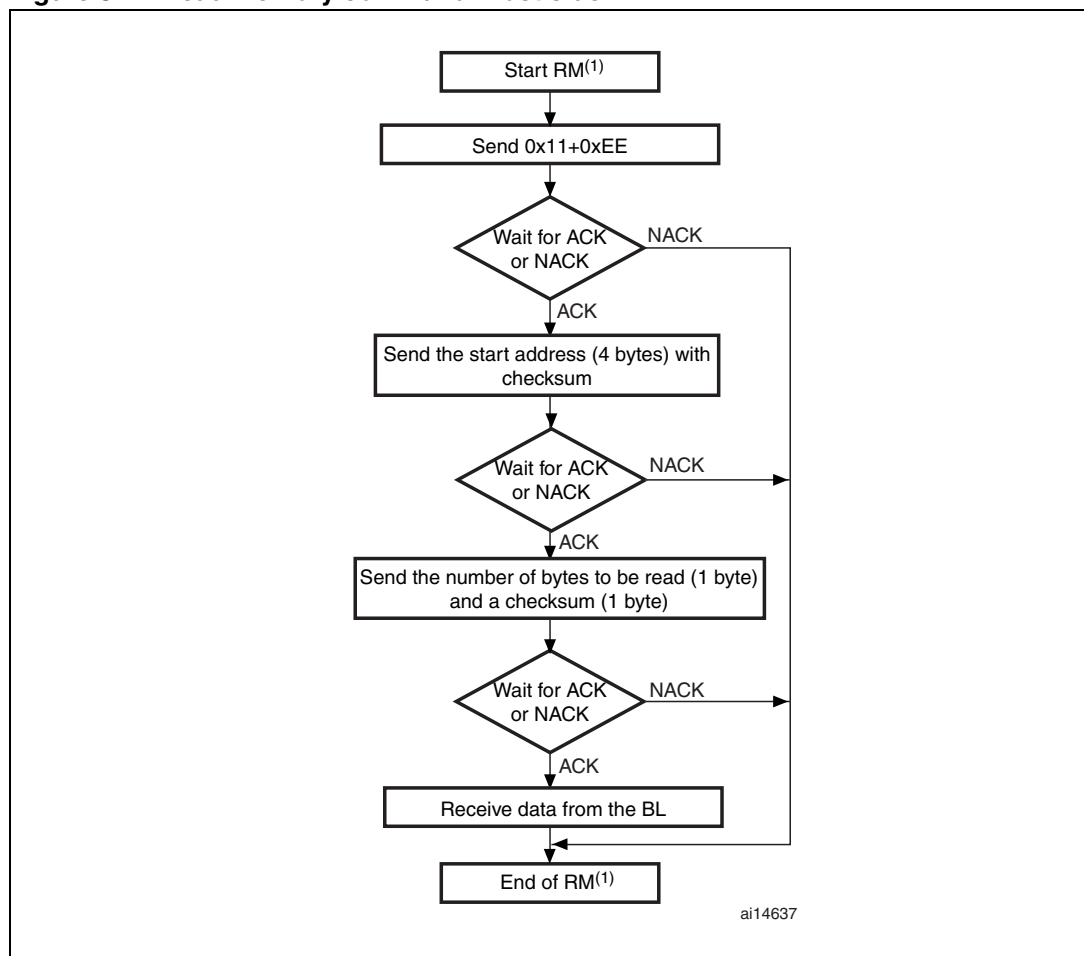 Start RM(1)
Send 0x11+0xEE
Wait for ACK
or NACK
NACK
ACK
Send the start address (4 bytes) with
checksum
Wait for ACK
or NACK
NACK
ACK
Send the number of bytes to be read (1 byte)
and a checksum (1 byte)
Wait for ACK
or NACK
NACK
ACK
Receive data from the BL
End of RM(1)
ai14637